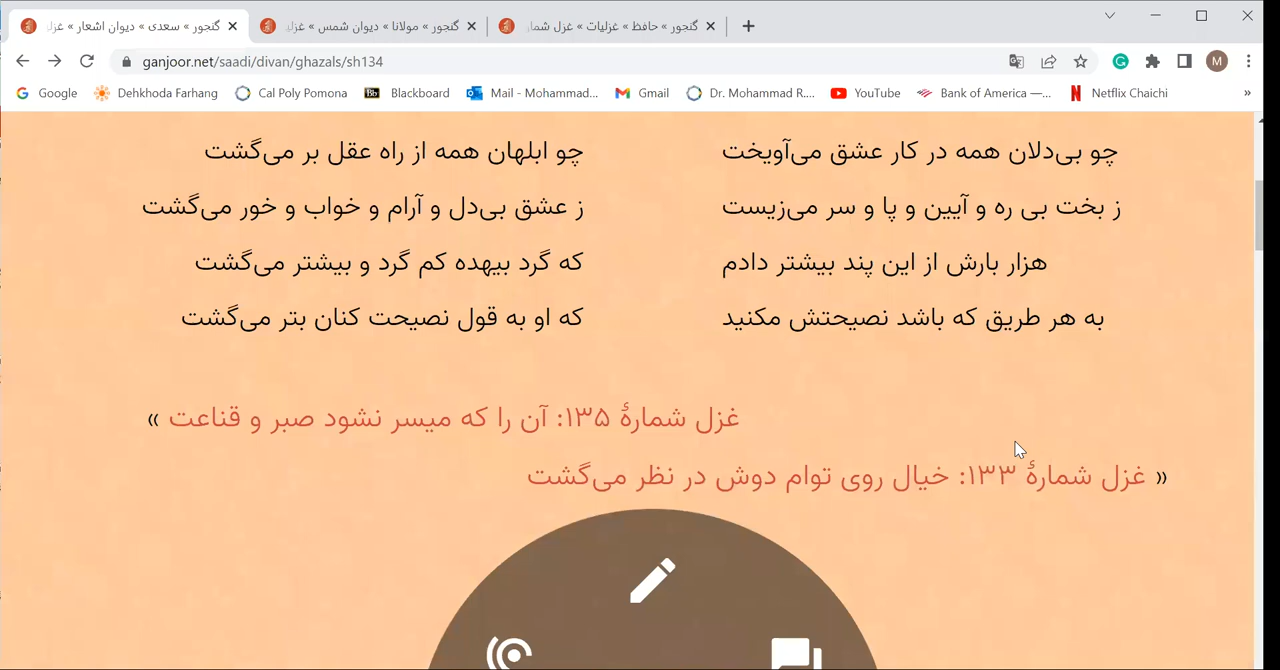 گنجور » سعدی » دیوان اشعار » غزل
گنجور » مولانا » دیوان شمس » غزلی
گنجور » حافظ » غزلیات » غزل شمار
ganjoor.net/saadi/divan/ghazals/sh134
M
Google
Dehkhoda Farhang
Cal Poly Pomona
Bb
Blackboard
Mail - Mohammad...
Gmail
Dr. Mohammad R....
YouTube
Bank of America —...
Netflix Chaichi
»
چو بی‌دلان همه در کار عشق می‌آویخت
چو ابلهان همه از راه عقل بر می‌گشت
ز بخت بی ره و آیین و پا و سر می‌زیست
ز عشق بی‌دل و آرام و خواب و خور می‌گشت
هزار بارش از این پند بیشتر دادم
که گرد بیهده کم گرد و بیشتر می‌گشت
به هر طریق که باشد نصیحتش مکنید
که او به قول نصیحت کنان بتر می‌گشت
غزل شمارهٔ ۱۳۵: آن را که میسر نشود صبر و قناعت »
« غزل شمارهٔ ۱۳۳: خیال روی توام دوش در نظر می‌گشت